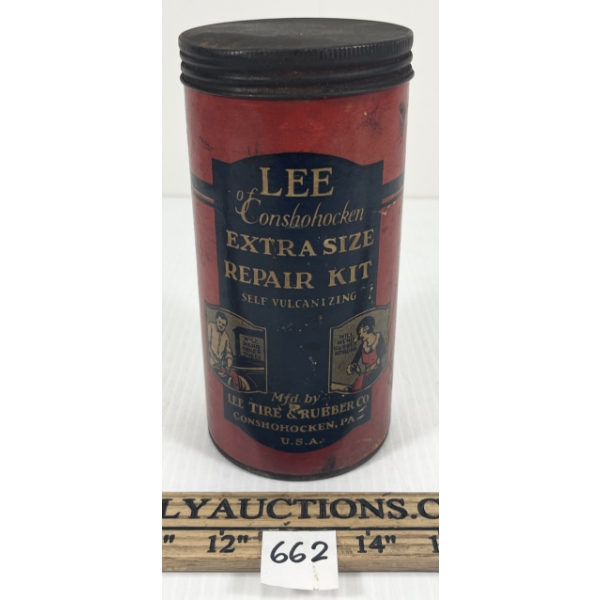 LEE
of Conshohocken
EXTRA SIZE
REPAIR KIT
SELF VULCANIZING
Mfd by
LEE TIRE & RUBBER CO
CONSHOHOCKEN, PA.
U.S.A.
LYAUCTIONS.C
" 12" 14" 1
662